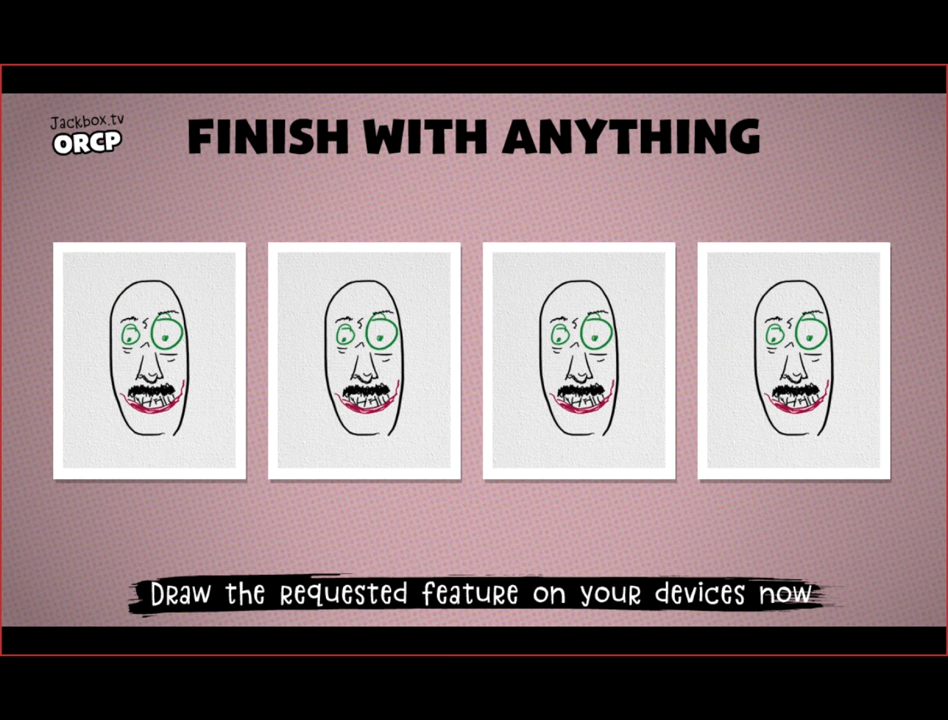 Jackbox.tv
ORCP
FINISH WITH ANYTHING
Draw the requested feature on your devices now